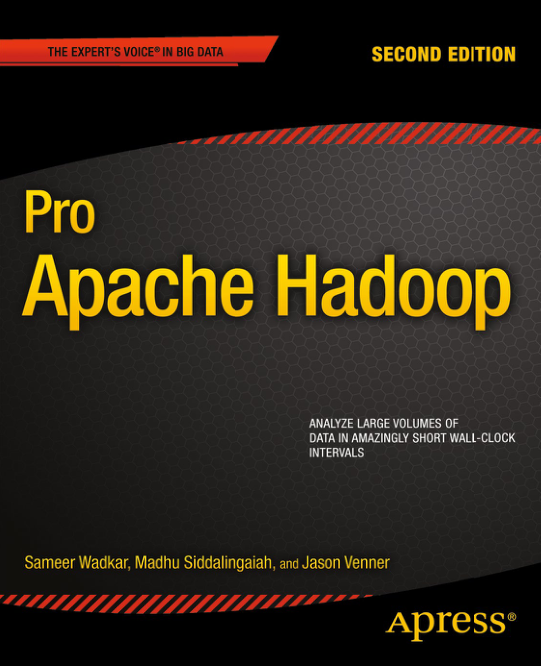 THE EXPERT'S VOICE® IN BIG DATA
SECOND EDITION
Pro
Apache Hadoop
ANALYZE LARGE VOLUMES OF
DATA IN AMAZINGLY SHORT WALL-CLOCK
INTERVALS
Sameer Wadkar, Madhu Siddalingaiah, and Jason Venner
Apress®